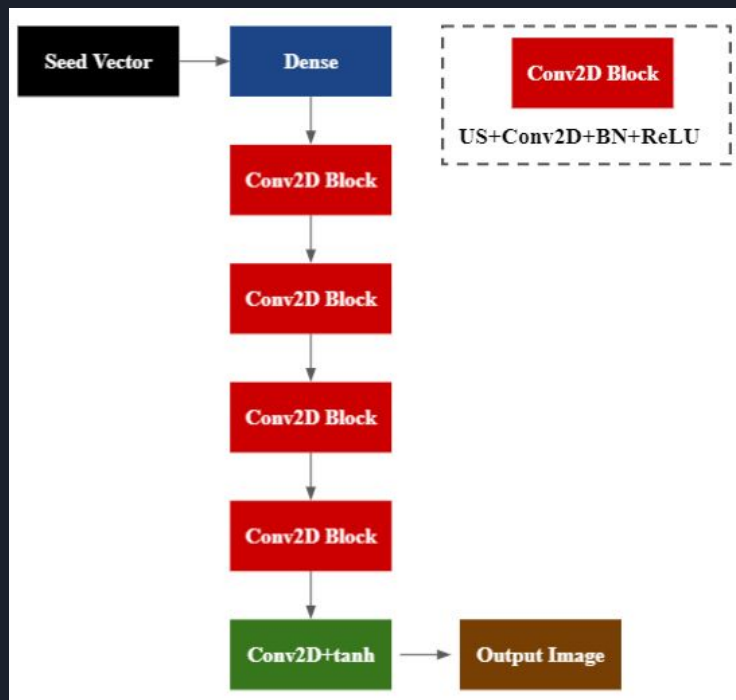 Seed Vector
Dense
Conv2D Block
US+Conv2D+BN+ReLU
Conv2D Block
Conv2D Block
Conv2D Block
Conv2D Block
Conv2D+tanh
Output Image